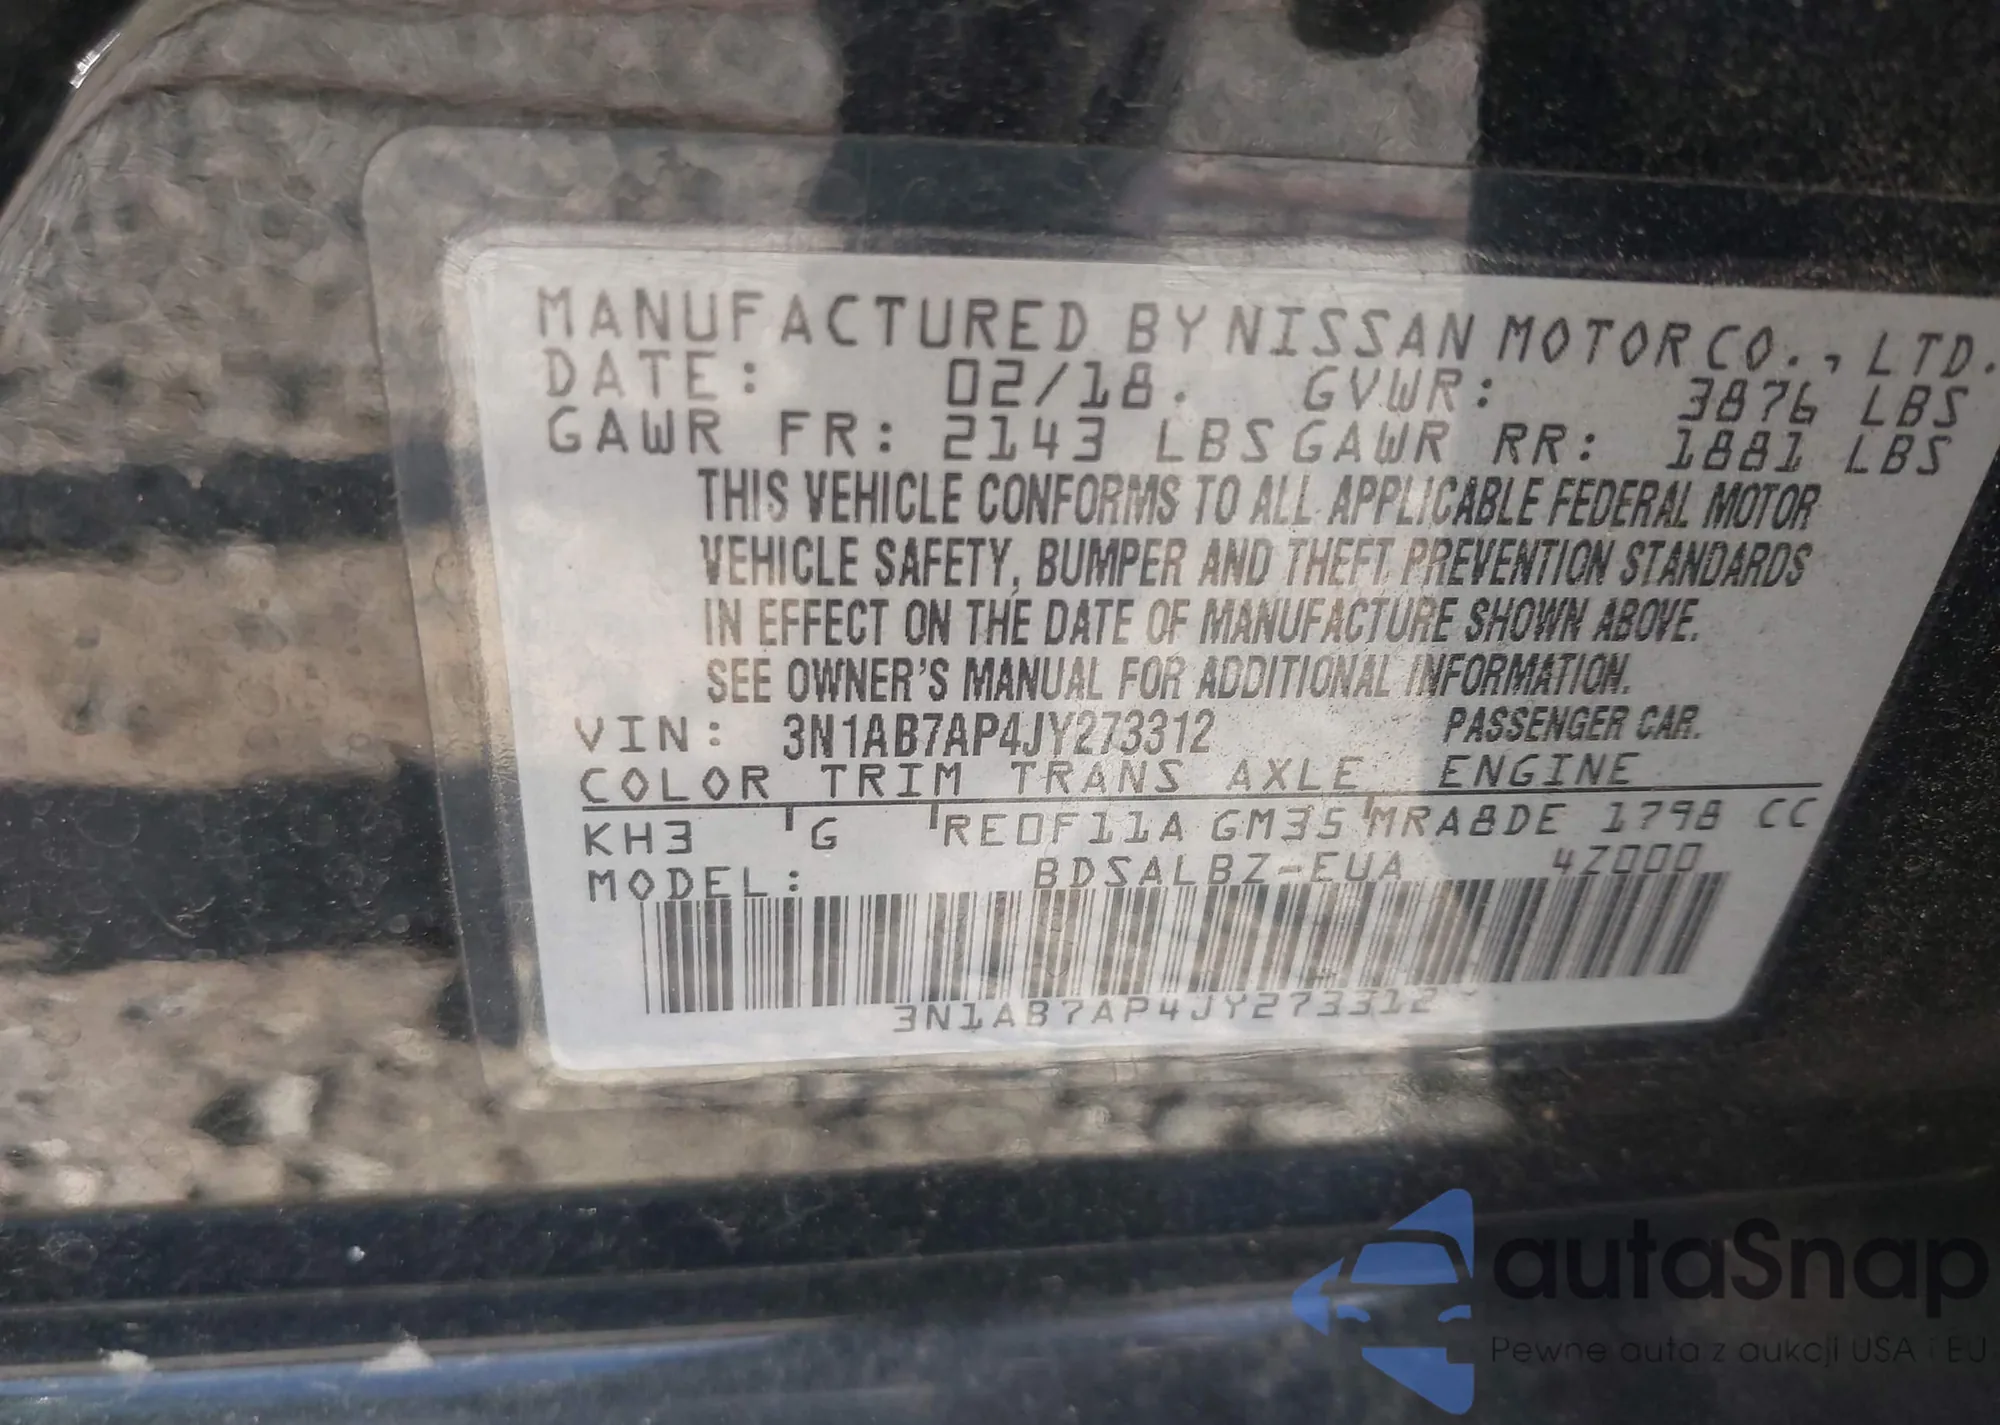 MANUFACTURED BY NISSAN MOTOR CO., LTD.
DATE: 02/18. GVWR: 3876 LBS
GAWR FR: 2143 LBS GAWR RR: 1881 LBS
THIS VEHICLE CONFORMS TO ALL APPLICABLE FEDERAL MOTOR
VEHICLE SAFETY, BUMPER AND THEFT PREVENTION STANDARDS
IN EFFECT ON THE DATE OF MANUFACTURE SHOWN ABOVE.
SEE OWNER'S MANUAL FOR ADDITIONAL INFORMATION.
VIN: 3N1AB7AP4JY273312 PASSENGER CAR.
COLOR TRIM TRANS AXLE ENGINE
KH3 G RE0F11A GM35 MRA8DE 1798 CC
MODEL: BDSALBZ-EUA 4Z000
3N1AB7AP4JY273312
autaSnap
Pewne auta z aukcji USA i EU